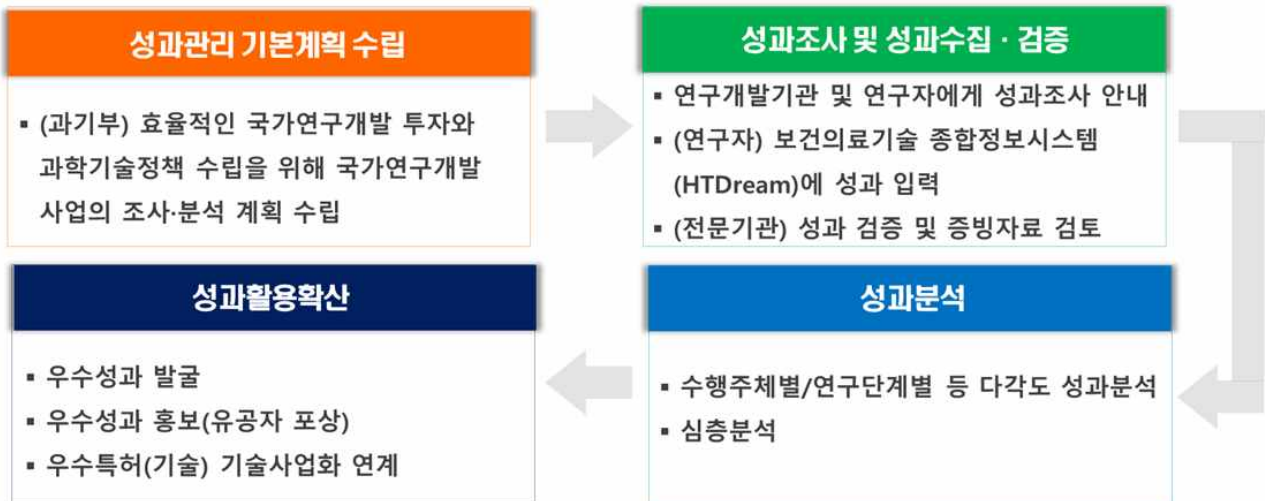 성과관리 기본계획 수립
▪ (과기부) 효율적인 국가연구개발 투자와
과학기술정책 수립을 위해 국가연구개발
사업의 조사·분석 계획 수립
성과조사 및 성과수집 · 검증
▪ 연구개발기관 및 연구자에게 성과조사 안내
▪ (연구자) 보건의료기술 종합정보시스템
(HTDream)에 성과 입력
▪ (전문기관) 성과 검증 및 증빙자료 검토
성과분석
▪ 수행주체별/연구단계별 등 다각도 성과분석
▪ 심층분석
성과활용확산
▪ 우수성과 발굴
▪ 우수성과 홍보(유공자 포상)
▪ 우수특허(기술) 기술사업화 연계